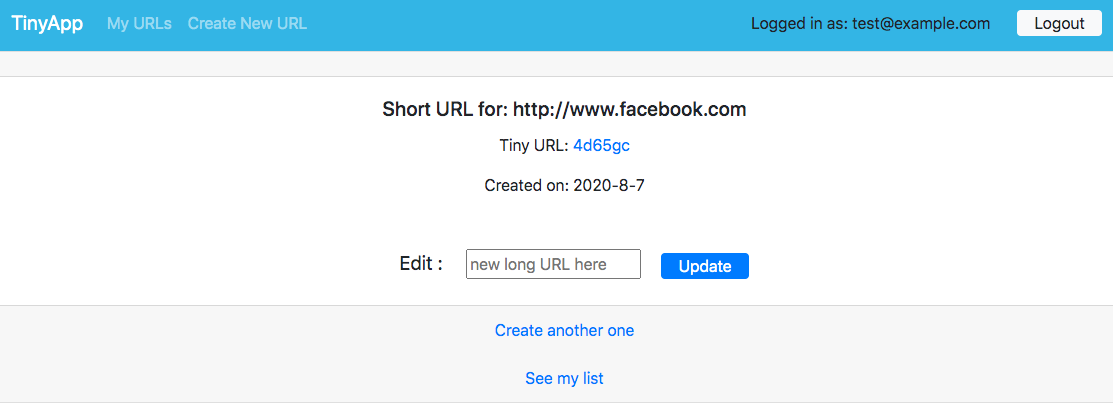 TinyApp My URLs Create New URL Logged in as: test@example.com Logout
Short URL for: http://www.facebook.com
Tiny URL: 4d65gc
Created on: 2020-8-7
Edit : new long URL here Update
Create another one
See my list